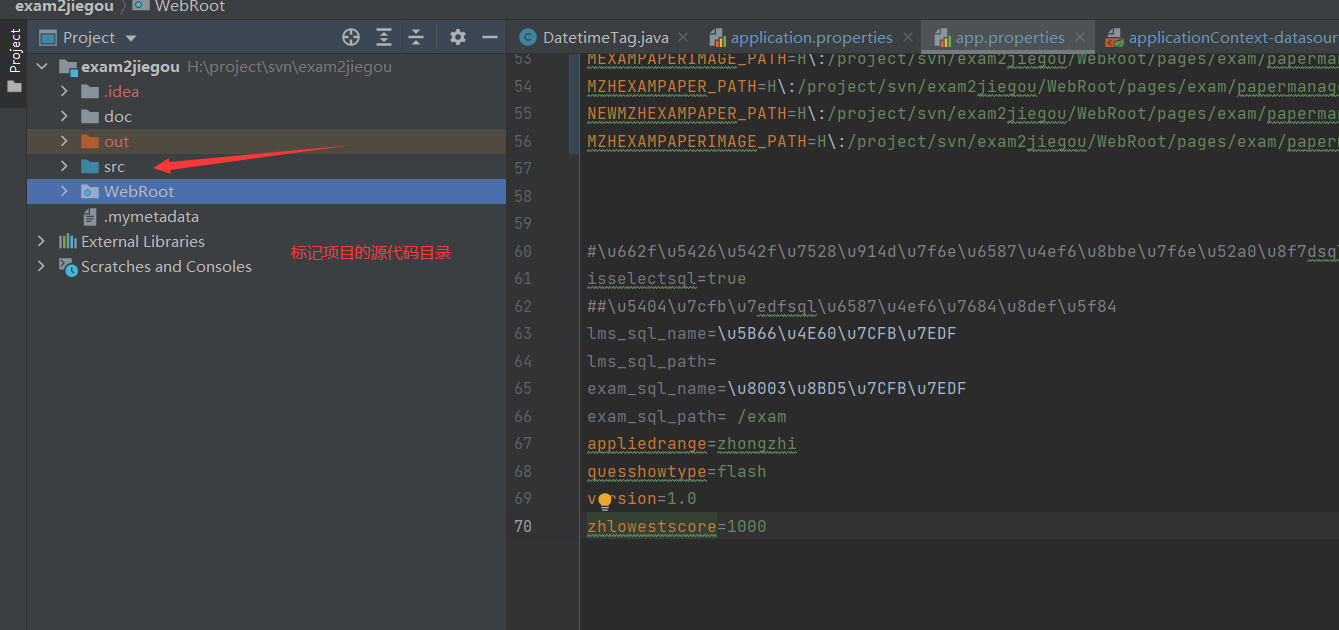 exam2jiegou 〉 WebRoot
Project
Project
DatetimeTag.java
application.properties
app.properties
applicationContext-datasour
exam2jiegou H:\project\svn\exam2jiegou
.idea
doc
out
src
WebRoot
.mymetadata
External Libraries
Scratches and Consoles
标记项目的源代码目录
53 MEXAMPAPERIMAGE_PATH=H\:/project/svn/exam2jiegou/WebRoot/pages/exam/paperman
54 MZHEXAMPAPER_PATH=H\:/project/svn/exam2jiegou/WebRoot/pages/exam/papermanage
55 NEWMZHEXAMPAPER_PATH=H\:/project/svn/exam2jiegou/WebRoot/pages/exam/paperman
56 MZHEXAMPAPERIMAGE_PATH=H\:/project/svn/exam2jiegou/WebRoot/pages/exam/paperm
57
58
59
60 #\u662f\u5426\u542f\u7528\u914d\u7f6e\u6587\u4ef6\u8bbe\u7f6e\u52a0\u8f7dsql
61 isselectsql=true
62 ##\u5404\u7cfb\u7edfsql\u6587\u4ef6\u7684\u8def\u5f84
63 lms_sql_name=\u5B66\u4E60\u7CFB\u7EDF
64 lms_sql_path=
65 exam_sql_name=\u8003\u8BD5\u7CFB\u7EDF
66 exam_sql_path= /exam
67 appliedrange=zhongzhi
68 quesshowtype=flash
69 version=1.0
70 zhlowestscore=1000